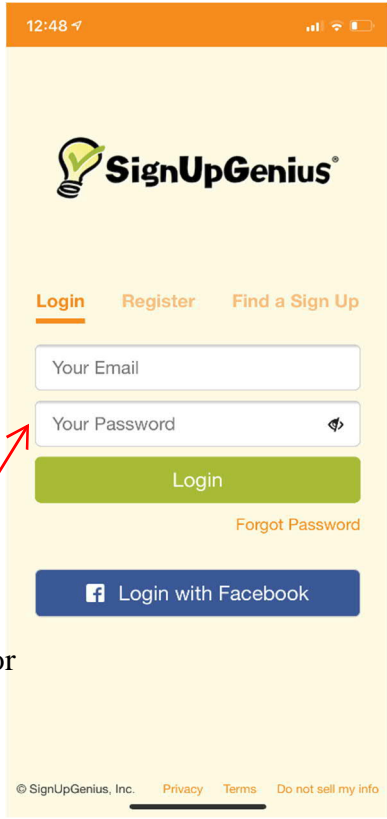 12:48
SignUpGenius®
Login Register Find a Sign Up
Your Email
Your Password
Login
Forgot Password
Login with Facebook
or
© SignUpGenius, Inc. Privacy Terms Do not sell my info